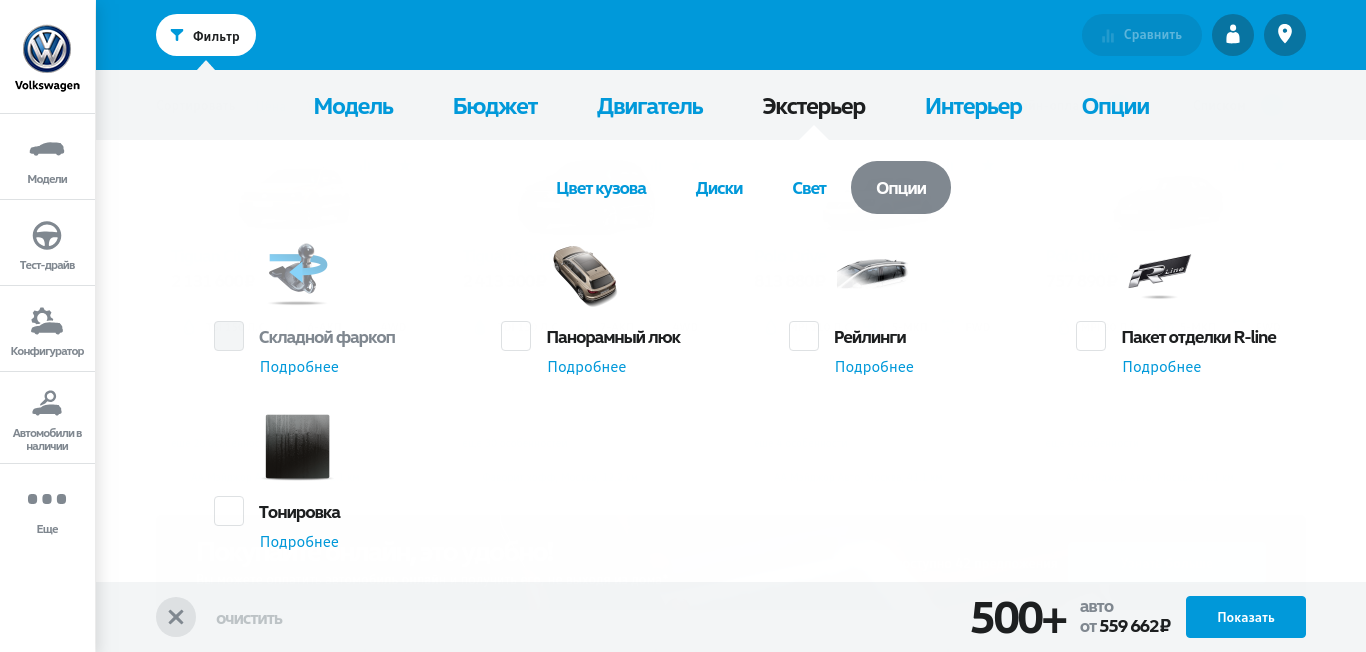 Volkswagen
Модели
Тест-драйв
Конфигуратор
Автомобили в
наличии
Еще
Фильтр
Сравнить
Модель
Бюджет
Двигатель
Экстерьер
Интерьер
Опции
Цвет кузова
Диски
Свет
Опции
R Line
Складной фаркоп
Подробнее
Панорамный люк
Подробнее
Рейлинги
Подробнее
Пакет отделки R-line
Подробнее
Тонировка
Подробнее
ОЧИСТИТЬ
500+
авто
от 559 662₽
Показать